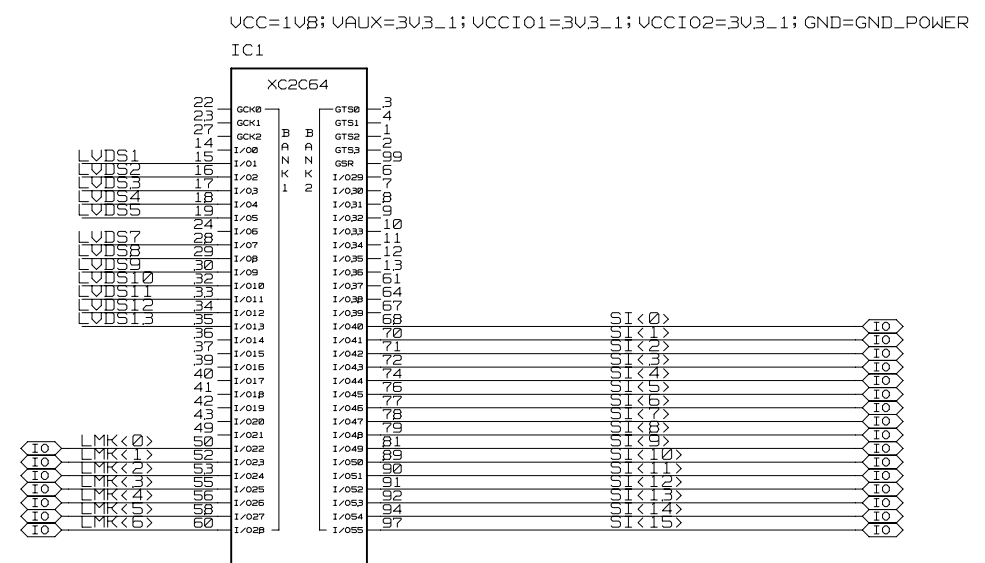 VCC=1V8; VAUX=3V3_1; VCCIO1=3V3_1; VCCIO2=3V3_1; GND=GND_POWER
IC1
XC2C64
BANK 1
BANK 2
22 GCK0 GTS0 3
23 GCK1 GTS1 4
27 GCK2 GTS2 1
14 I/O0 GTS3 2
LVDS1 15 I/O1 GSR 99
LVDS2 16 I/O2 I/O29 6
LVDS3 17 I/O3 I/O30 7
LVDS4 18 I/O4 I/O31 8
LVDS5 19 I/O5 I/O32 9
24 I/O6 I/O33 10
LVDS7 28 I/O7 I/O34 11
LVDS8 29 I/O8 I/O35 12
LVDS9 30 I/O9 I/O36 13
LVDS10 32 I/O10 I/O37 61
LVDS11 33 I/O11 I/O38 64
LVDS12 34 I/O12 I/O39 67
LVDS13 35 I/O13 I/O40 68 SI<0> IO
36 I/O14 I/O41 70 SI<1> IO
37 I/O15 I/O42 71 SI<2> IO
39 I/O16 I/O43 72 SI<3> IO
40 I/O17 I/O44 74 SI<4> IO
41 I/O18 I/O45 76 SI<5> IO
42 I/O19 I/O46 77 SI<6> IO
43 I/O20 I/O47 78 SI<7> IO
49 I/O21 I/O48 79 SI<8> IO
IO LMK<0> 50 I/O22 I/O49 81 SI<9> IO
IO LMK<1> 52 I/O23 I/O50 89 SI<10> IO
IO LMK<2> 53 I/O24 I/O51 90 SI<11> IO
IO LMK<3> 55 I/O25 I/O52 91 SI<12> IO
IO LMK<4> 56 I/O26 I/O53 92 SI<13> IO
IO LMK<5> 58 I/O27 I/O54 94 SI<14> IO
IO LMK<6> 60 I/O28 I/O55 97 SI<15> IO